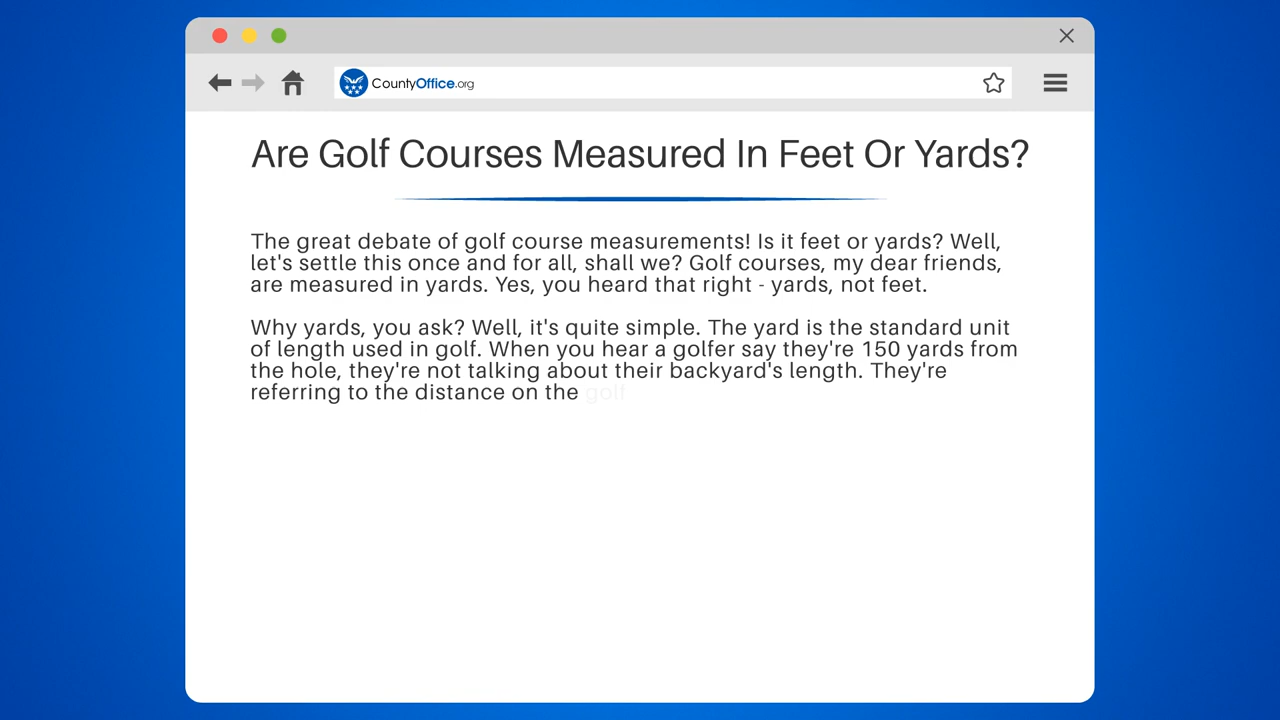 CountyOffice.org
Are Golf Courses Measured In Feet Or Yards?
The great debate of golf course measurements! Is it feet or yards? Well,
let's settle this once and for all, shall we? Golf courses, my dear friends,
are measured in yards. Yes, you heard that right - yards, not feet.
Why yards, you ask? Well, it's quite simple. The yard is the standard unit
of length used in golf. When you hear a golfer say they're 150 yards from
the hole, they're not talking about their backyard's length. They're
referring to the distance on the golf